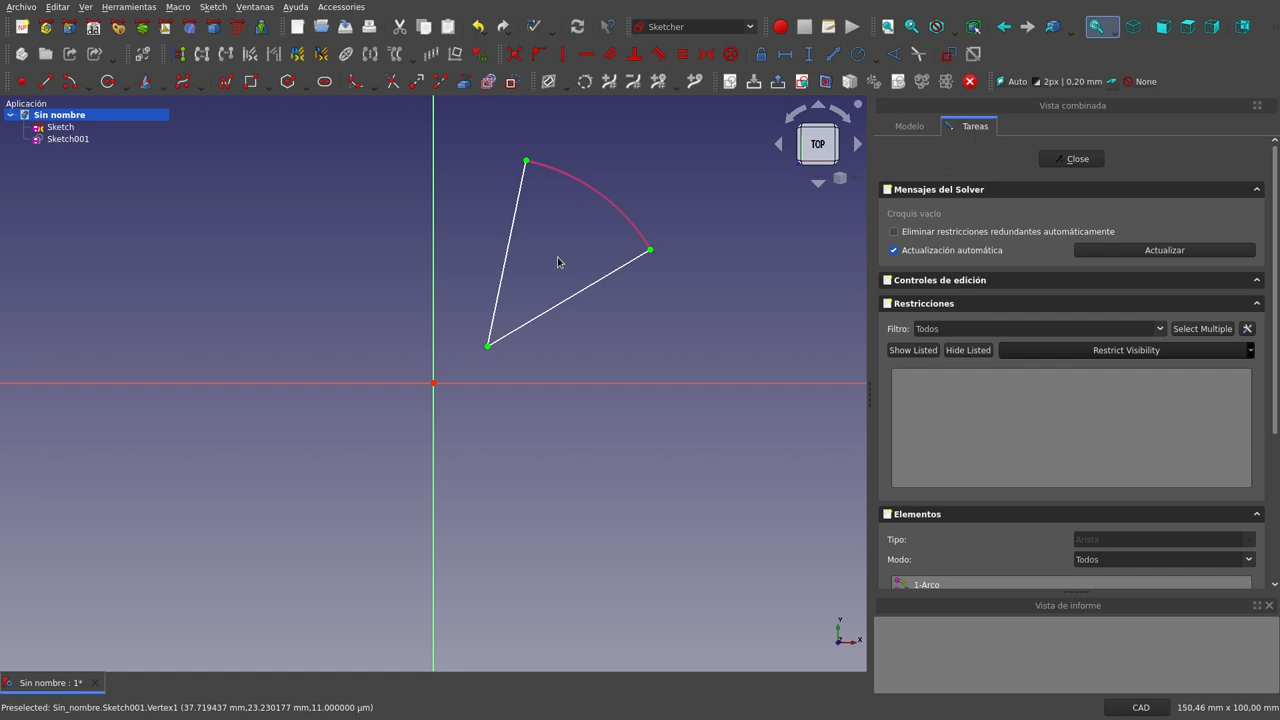 Archivo Editar Ver Herramientas Macro Sketch Ventanas Ayuda Accessories
Sketcher
Auto 2px | 0.20 mm None
Aplicación
Sin nombre
Sketch
Sketch001
TOP
Y
Z X
Sin nombre : 1*
Vista combinada
Modelo Tareas
Close
Mensajes del Solver
Croquis vacío
Eliminar restricciones redundantes automáticamente
Actualización automática Actualizar
Controles de edición
Restricciones
Filtro: Todos Select Multiple
Show Listed Hide Listed Restrict Visibility
Elementos
Tipo: Arista
Modo: Todos
1-Arco
Vista de informe
Preselected: Sin_nombre.Sketch001.Vertex1 (37.719437 mm,23.230177 mm,11.000000 µm) CAD 150,46 mm x 100,00 mm